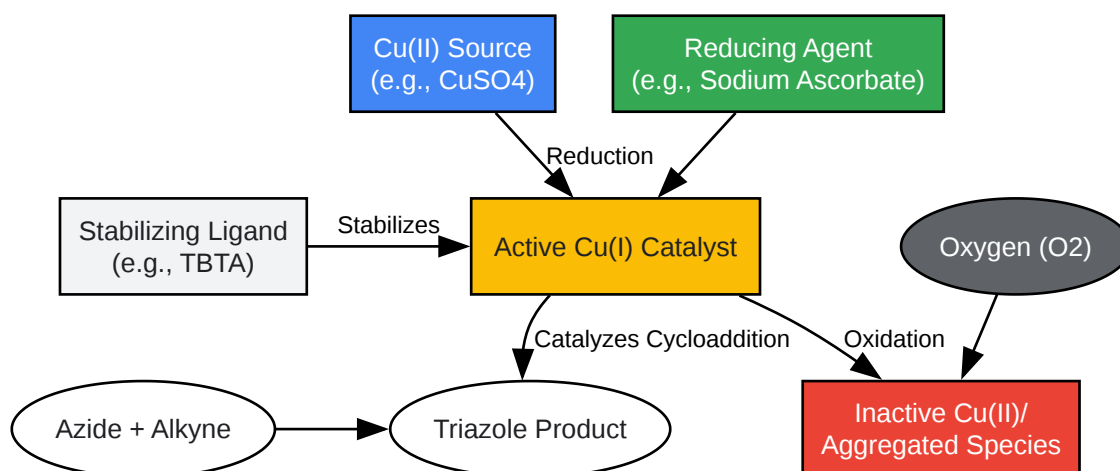 Cu(II) Source
(e.g., CuSO4)
Reducing Agent
(e.g., Sodium Ascorbate)
Reduction
Stabilizing Ligand
(e.g., TBTA)
Stabilizes
Active Cu(I) Catalyst
Oxygen (O2)
Catalyzes Cycloaddition
Oxidation
Azide + Alkyne
Triazole Product
Inactive Cu(II)/
Aggregated Species